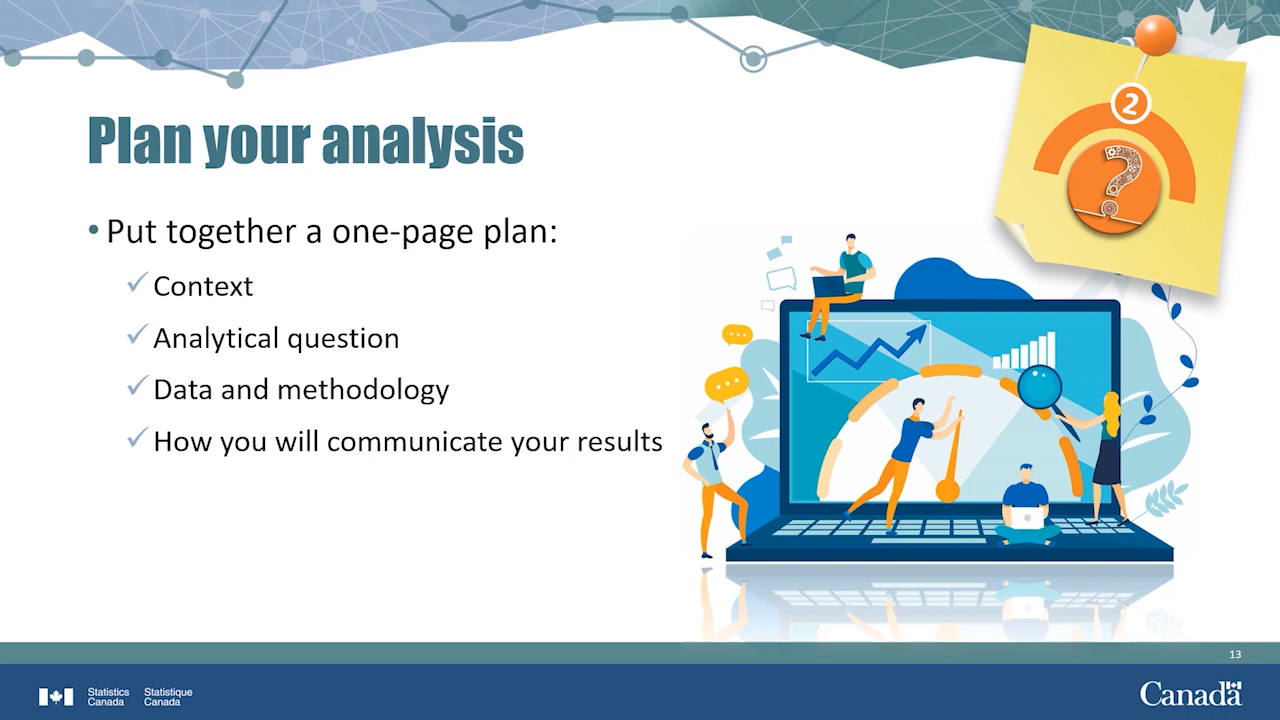 2
Plan your analysis
• Put together a one-page plan:
✓ Context
✓ Analytical question
✓ Data and methodology
✓ How you will communicate your results
?
13
Statistics Statistique
Canada Canada
Canada